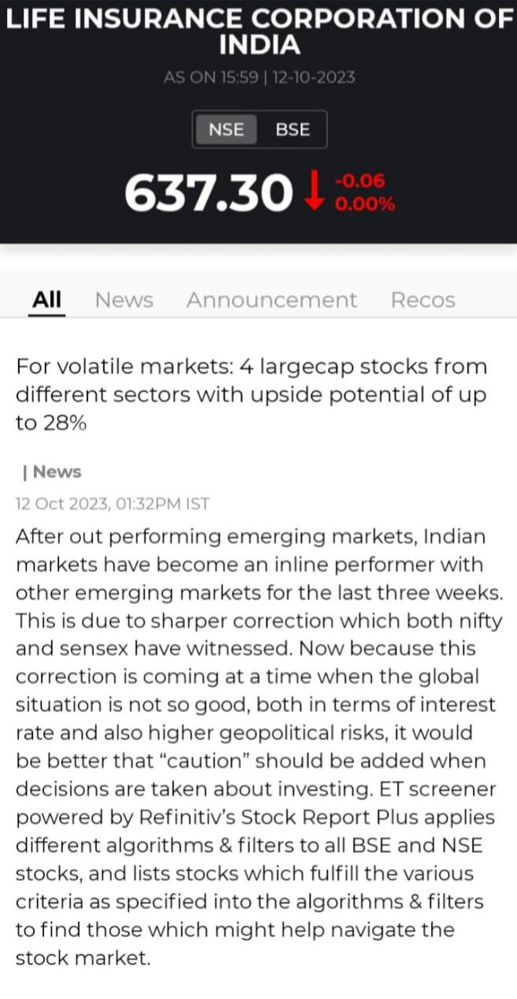 LIFE INSURANCE CORPORATION OF
INDIA
AS ON 15:59 | 12-10-2023
NSE BSE
637.30 -0.06
0.00%
All News Announcement Recos
For volatile markets: 4 largecap stocks from
different sectors with upside potential of up
to 28%
| News
12 Oct 2023, 01:32PM IST
After out performing emerging markets, Indian
markets have become an inline performer with
other emerging markets for the last three weeks.
This is due to sharper correction which both nifty
and sensex have witnessed. Now because this
correction is coming at a time when the global
situation is not so good, both in terms of interest
rate and also higher geopolitical risks, it would
be better that “caution” should be added when
decisions are taken about investing. ET screener
powered by Refinitiv’s Stock Report Plus applies
different algorithms & filters to all BSE and NSE
stocks, and lists stocks which fulfill the various
criteria as specified into the algorithms & filters
to find those which might help navigate the
stock market.